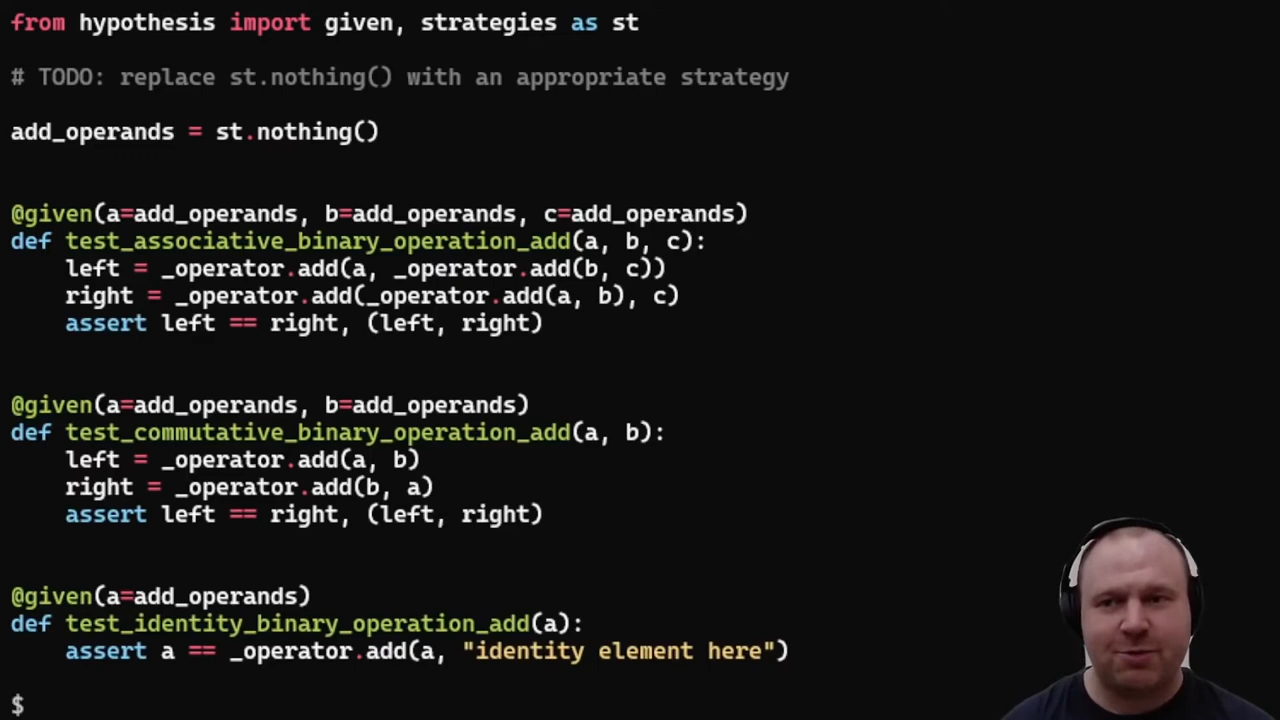 from hypothesis import given, strategies as st
# TODO: replace st.nothing() with an appropriate strategy
add_operands = st.nothing()
@given(a=add_operands, b=add_operands, c=add_operands)
def test_associative_binary_operation_add(a, b, c):
    left = _operator.add(a, _operator.add(b, c))
    right = _operator.add(_operator.add(a, b), c)
    assert left == right, (left, right)
@given(a=add_operands, b=add_operands)
def test_commutative_binary_operation_add(a, b):
    left = _operator.add(a, b)
    right = _operator.add(b, a)
    assert left == right, (left, right)
@given(a=add_operands)
def test_identity_binary_operation_add(a):
    assert a == _operator.add(a, "identity element here")
$